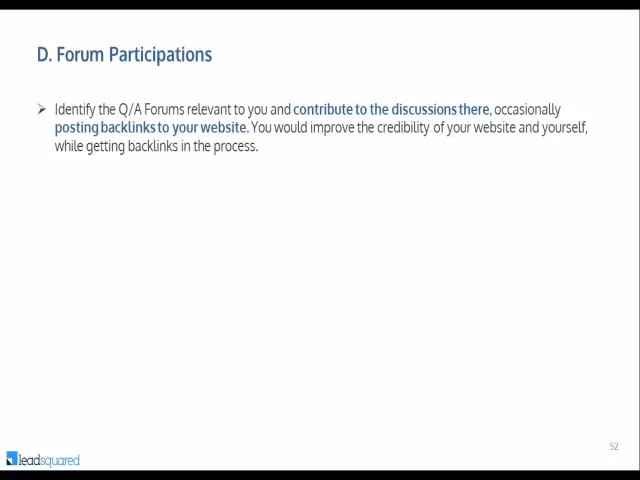 D. Forum Participations
➢ Identify the Q/A Forums relevant to you and contribute to the discussions there, occasionally
posting backlinks to your website. You would improve the credibility of your website and yourself,
while getting backlinks in the process.
52
leadsquared